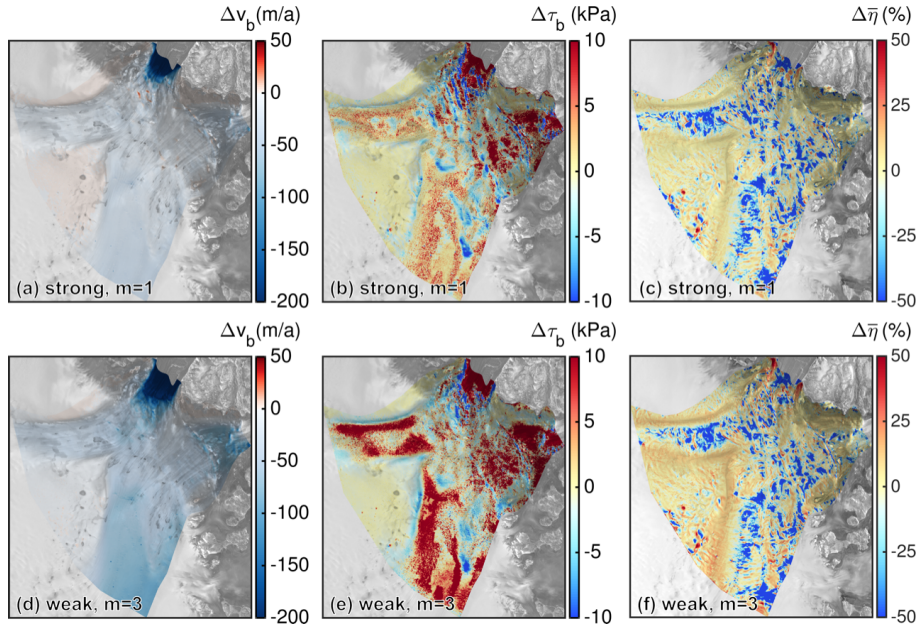 Δv_b(m/a) Δτ_b (kPa) Δη̅ (%)
50 10 50
0 5 25
-50 0 0
-100 -5 -25
-150 -10 -50
-200
(a) strong, m=1 (b) strong, m=1 (c) strong, m=1
Δv_b(m/a) Δτ_b (kPa) Δη̅ (%)
50 10 50
0 5 25
-50 0 0
-100 -5 -25
-150 -10 -50
-200
(d) weak, m=3 (e) weak, m=3 (f) weak, m=3